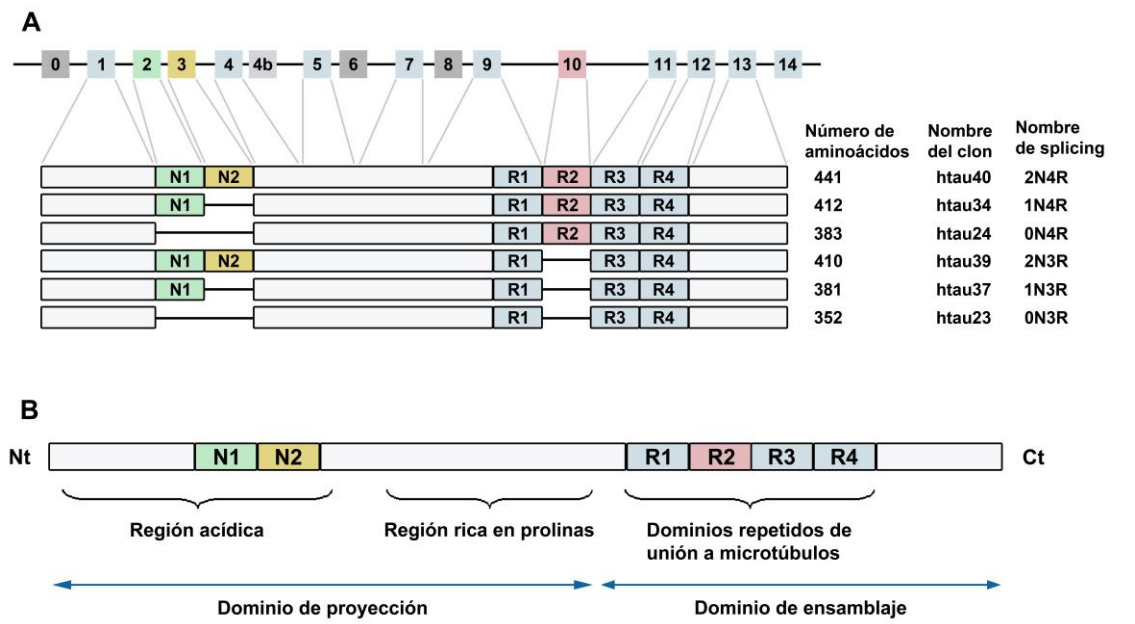 A
0 1 2 3 4 4b 5 6 7 8 9 10 11 12 13 14
Número de aminoácidos
Nombre del clon
Nombre de splicing
N1 N2 R1 R2 R3 R4 441 htau40 2N4R
N1 R1 R2 R3 R4 412 htau34 1N4R
R1 R2 R3 R4 383 htau24 0N4R
N1 N2 R1 R3 R4 410 htau39 2N3R
N1 R1 R3 R4 381 htau37 1N3R
R1 R3 R4 352 htau23 0N3R
B
Nt N1 N2 R1 R2 R3 R4 Ct
Región acídica
Región rica en prolinas
Dominios repetidos de
unión a microtúbulos
Dominio de proyección
Dominio de ensamblaje